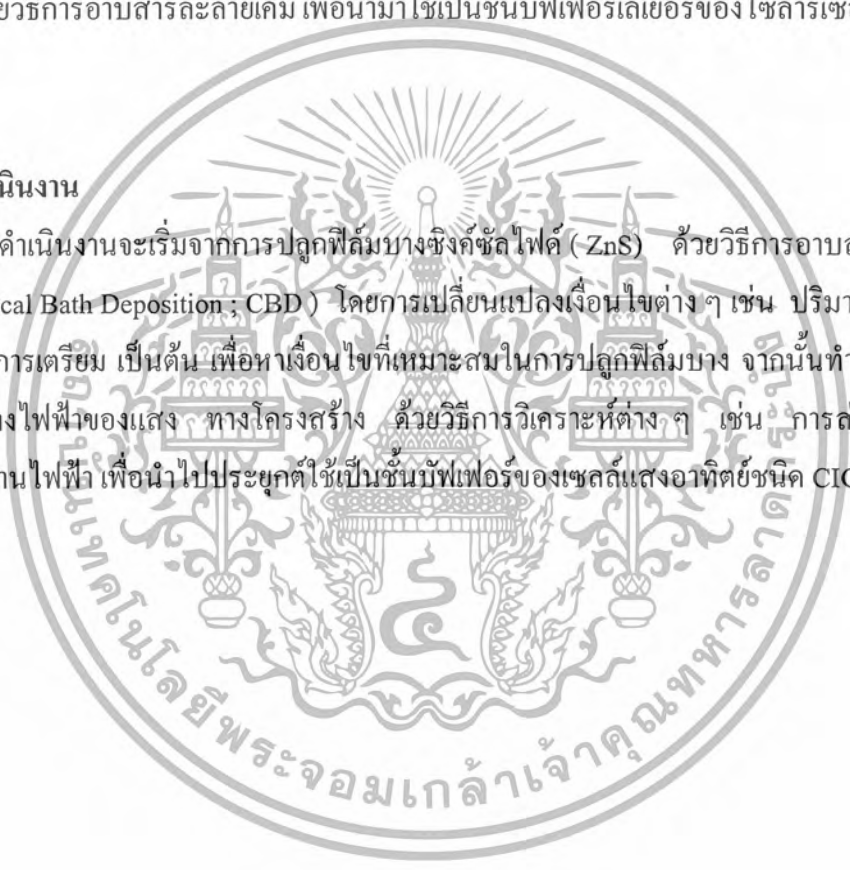 ยวิธีการอาบสารละลายเคมี เพื่อนำมาใช้เป็นชั้นบัฟเฟอร์เลเยอร์ของโซล่าร์เซ
นินงาน
ดำเนินงานจะเริ่มจากการปลูกฟิล์มบางซิงค์ซัลไฟด์ ( ZnS) ด้วยวิธีการอาบส
cal Bath Deposition ; CBD ) โดยการเปลี่ยนแปลงเงื่อนไขต่าง ๆ เช่น ปริมา
การเตรียม เป็นต้น เพื่อหาเงื่อนไขที่เหมาะสมในการปลูกฟิล์มบาง จากนั้นทำ
งไฟฟ้าของแสง ทางโครงสร้าง ด้วยวิธีการวิเคราะห์ต่าง ๆ เช่น การส
านไฟฟ้า เพื่อนำไปประยุกต์ใช้เป็นชั้นบัฟเฟอร์ของเซลล์แสงอาทิตย์ชนิด CIG
สถาบันเทคโนโลยีพระจอมเกล้าเจ้าคุณทหารลาดกระบัง